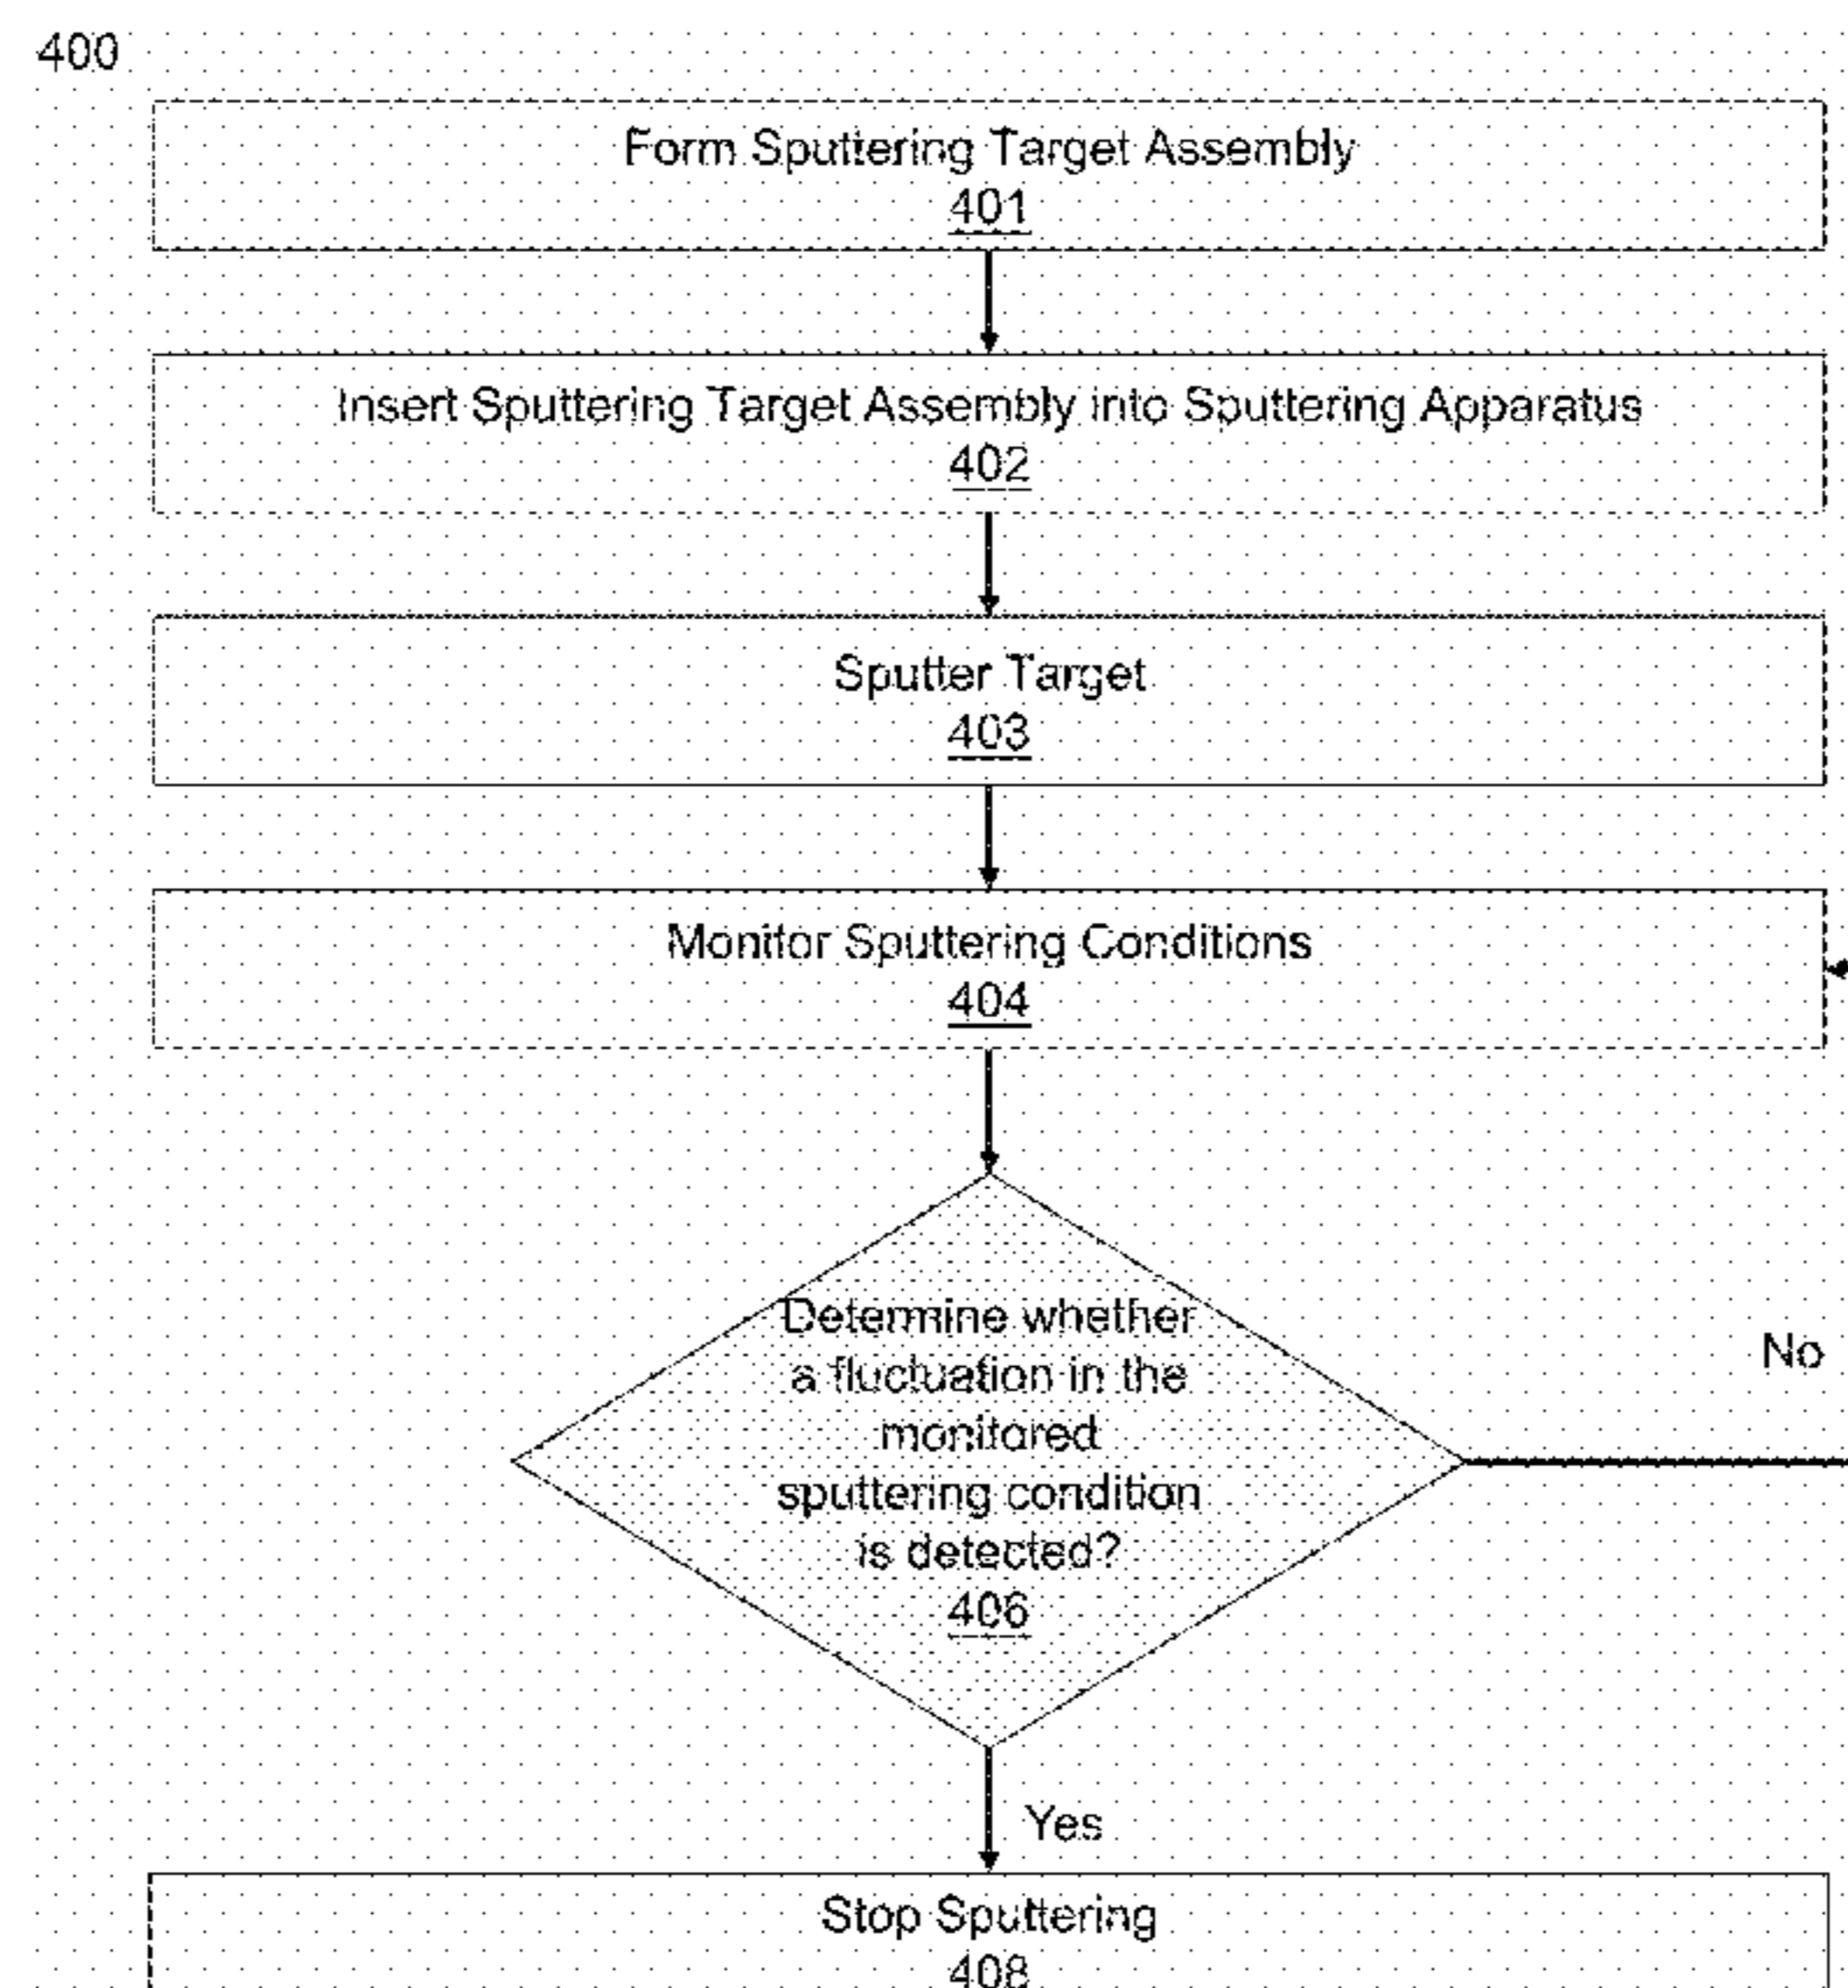 400
Form Sputtering Target Assembly
401
Insert Sputtering Target Assembly into Sputtering Apparatus
402
Sputter Target
403
Monitor Sputtering Conditions
404
Determine whether
a fluctuation in the
monitored
sputtering condition
is detected?
406
No
Yes
Stop Sputtering
408